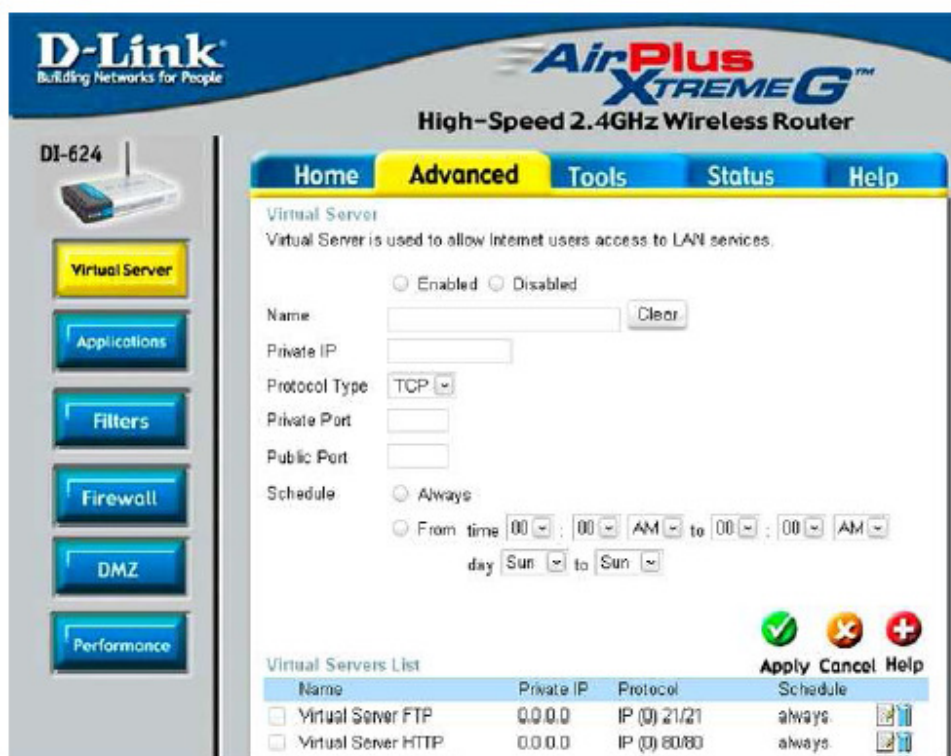 D-Link
Building Networks for People
AirPlus
XTREME G™
High-Speed 2.4GHz Wireless Router
DI-624
Home Advanced Tools Status Help
Virtual Server
Applications
Filters
Firewall
DMZ
Performance
Virtual Server
Virtual Server is used to allow Internet users access to LAN services.
Enabled Disabled
Name Clear
Private IP
Protocol Type TCP
Private Port
Public Port
Schedule Always
From time 00 : 00 AM to 00 : 00 AM
day Sun to Sun
Apply Cancel Help
Virtual Servers List
Name Private IP Protocol Schedule
Virtual Server FTP 0.0.0.0 IP (0) 21/21 always
Virtual Server HTTP 0.0.0.0 IP (0) 80/80 always